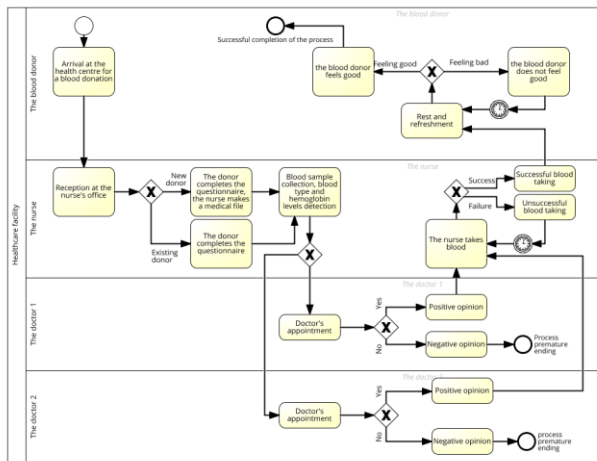 The blood donor
Successful completion of the process
Arrival at the
health centre for
a blood donation
The blood donor
the blood donor
feels good
Feeling good
X
Feeling bad
the blood donor
does not feel
good
Rest and
refreshment
Healthcare facility
The nurse
The nurse
Reception at the
nurse's office
X
New
donor
Existing
donor
The donor
completes the
questionnaire,
the nurse makes
a medical file
The donor
completes the
questionnaire
Blood sample
collection, blood
type and
hemoglobin
levels detection
X
X
Success
Failure
Successful blood
taking
Unsuccessful
blood taking
The nurse takes
blood
The doctor 1
The doctor 1
Doctor's
appointment
X
Yes
No
Positive opinion
Negative opinion
Process
premature
ending
The doctor 2
Doctor's
appointment
X
Yes
No
Positive opinion
Negative opinion
process
premature
ending